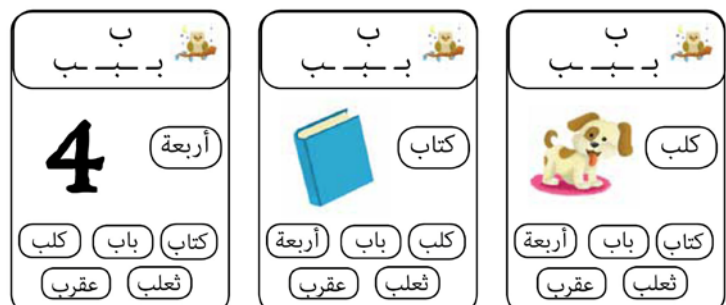 ب
بـ ـبـ ـب
كلب
كتاب باب أربعة
ثعلب عقرب
ب
بـ ـبـ ـب
كتاب
كلب باب أربعة
ثعلب عقرب
ب
بـ ـبـ ـب
أربعة
4
كتاب باب كلب
ثعلب عقرب